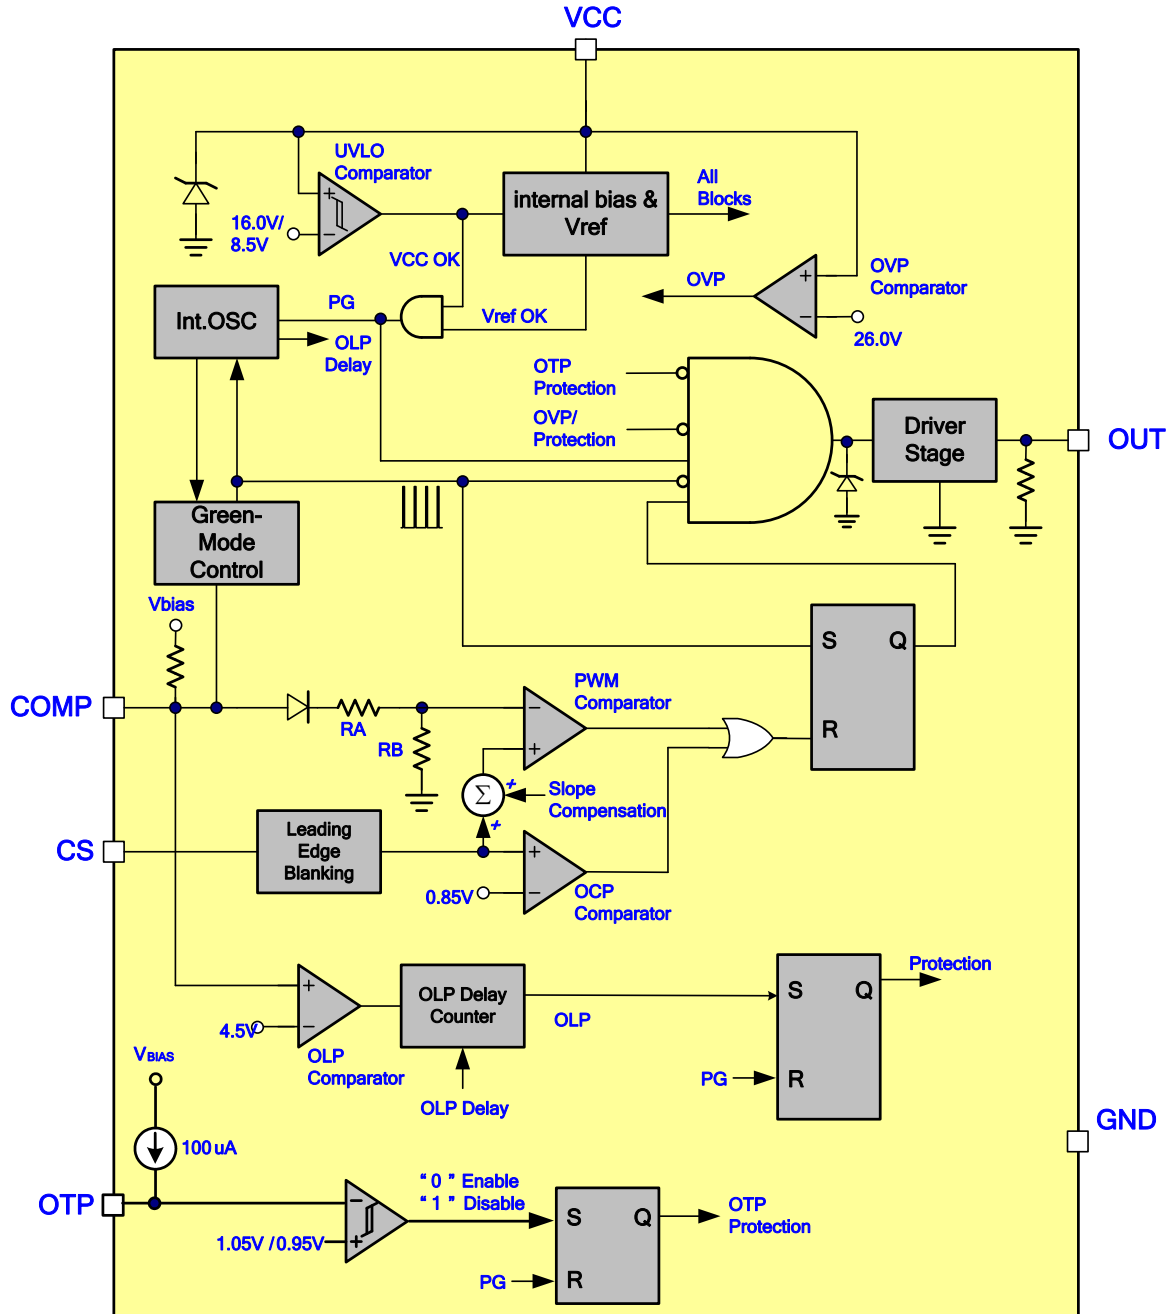 VCC
UVLO
Comparator
16.0V/
8.5V
+
−
internal bias &
Vref
All
Blocks
VCC OK
Vref OK
PG
Int.OSC
OLP
Delay
OVP
+
−
OVP
Comparator
26.0V
OTP
Protection
OVP/
Protection
Driver
Stage
OUT
Green-
Mode
Control
Vbias
S Q
R
COMP
RA
RB
PWM
Comparator
−
+
Σ
+
+
Slope
Compensation
CS
Leading
Edge
Blanking
+
−
0.85V
OCP
Comparator
+
−
4.5V
OLP
Comparator
OLP Delay
Counter
OLP
OLP Delay
S Q
R
Protection
PG
GND
VBIAS
100 uA
OTP
−
+
1.05V /0.95V
“ 0 ” Enable
“ 1 ” Disable
S Q
R
PG
OTP
Protection